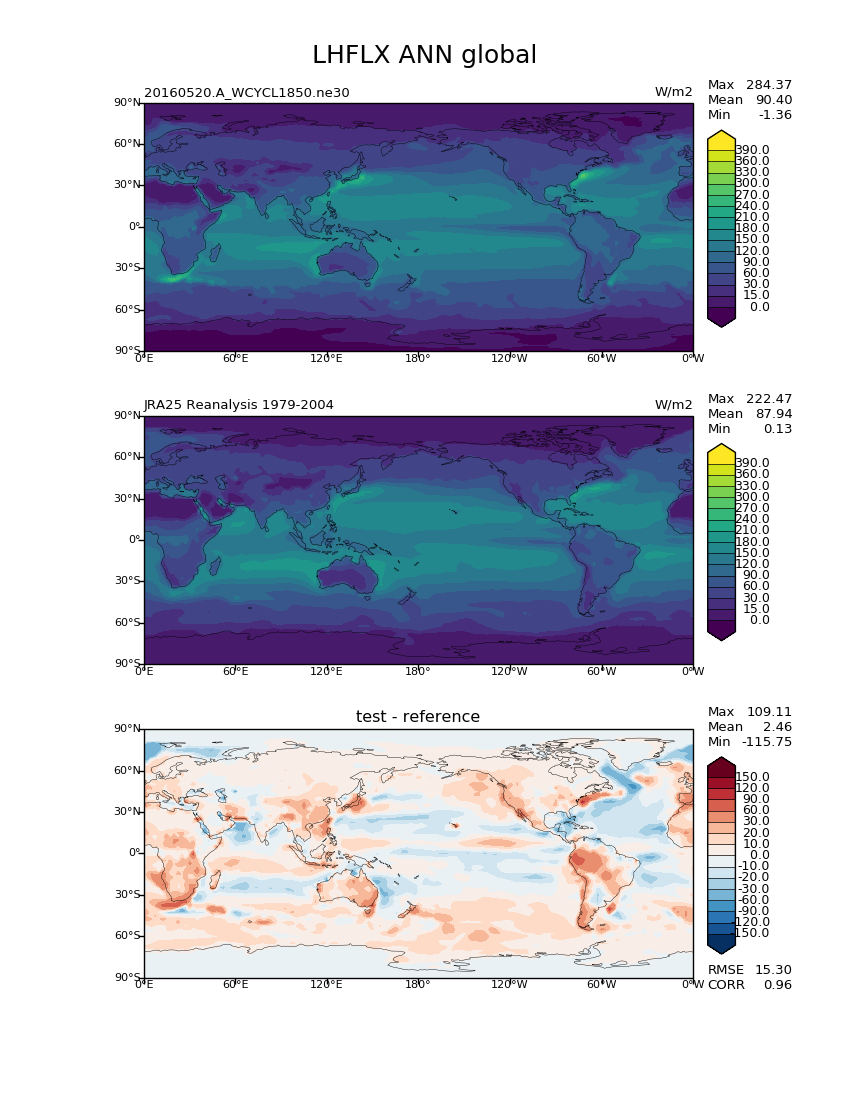 LHFLX ANN global
20160520.A_WCYCL1850.ne30
W/m2
Max 284.37
Mean 90.40
Min -1.36
90°N
60°N
30°N
0°
30°S
60°S
90°S
0°E
60°E
120°E
180°
120°W
60°W
0°W
390.0
360.0
330.0
300.0
270.0
240.0
210.0
180.0
150.0
120.0
90.0
60.0
30.0
15.0
0.0
JRA25 Reanalysis 1979-2004
W/m2
Max 222.47
Mean 87.94
Min 0.13
90°N
60°N
30°N
0°
30°S
60°S
90°S
0°E
60°E
120°E
180°
120°W
60°W
0°W
390.0
360.0
330.0
300.0
270.0
240.0
210.0
180.0
150.0
120.0
90.0
60.0
30.0
15.0
0.0
test - reference
Max 109.11
Mean 2.46
Min -115.75
90°N
60°N
30°N
0°
30°S
60°S
90°S
0°E
60°E
120°E
180°
120°W
60°W
0°W
150.0
120.0
90.0
60.0
30.0
20.0
10.0
0.0
-10.0
-20.0
-30.0
-60.0
-90.0
-120.0
-150.0
RMSE 15.30
CORR 0.96